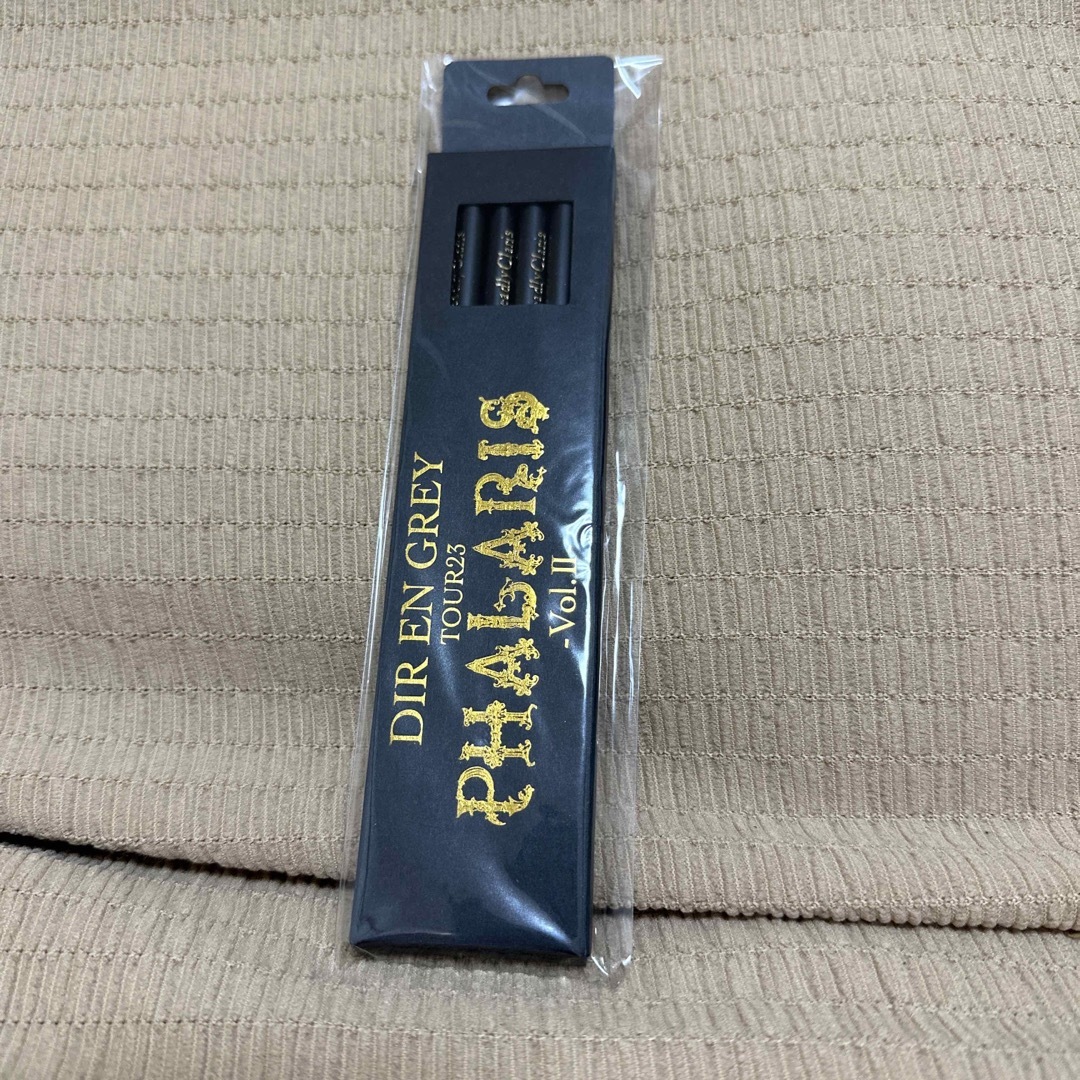 DIR EN GREY
TOUR23
PHALARIS
-Vol.II